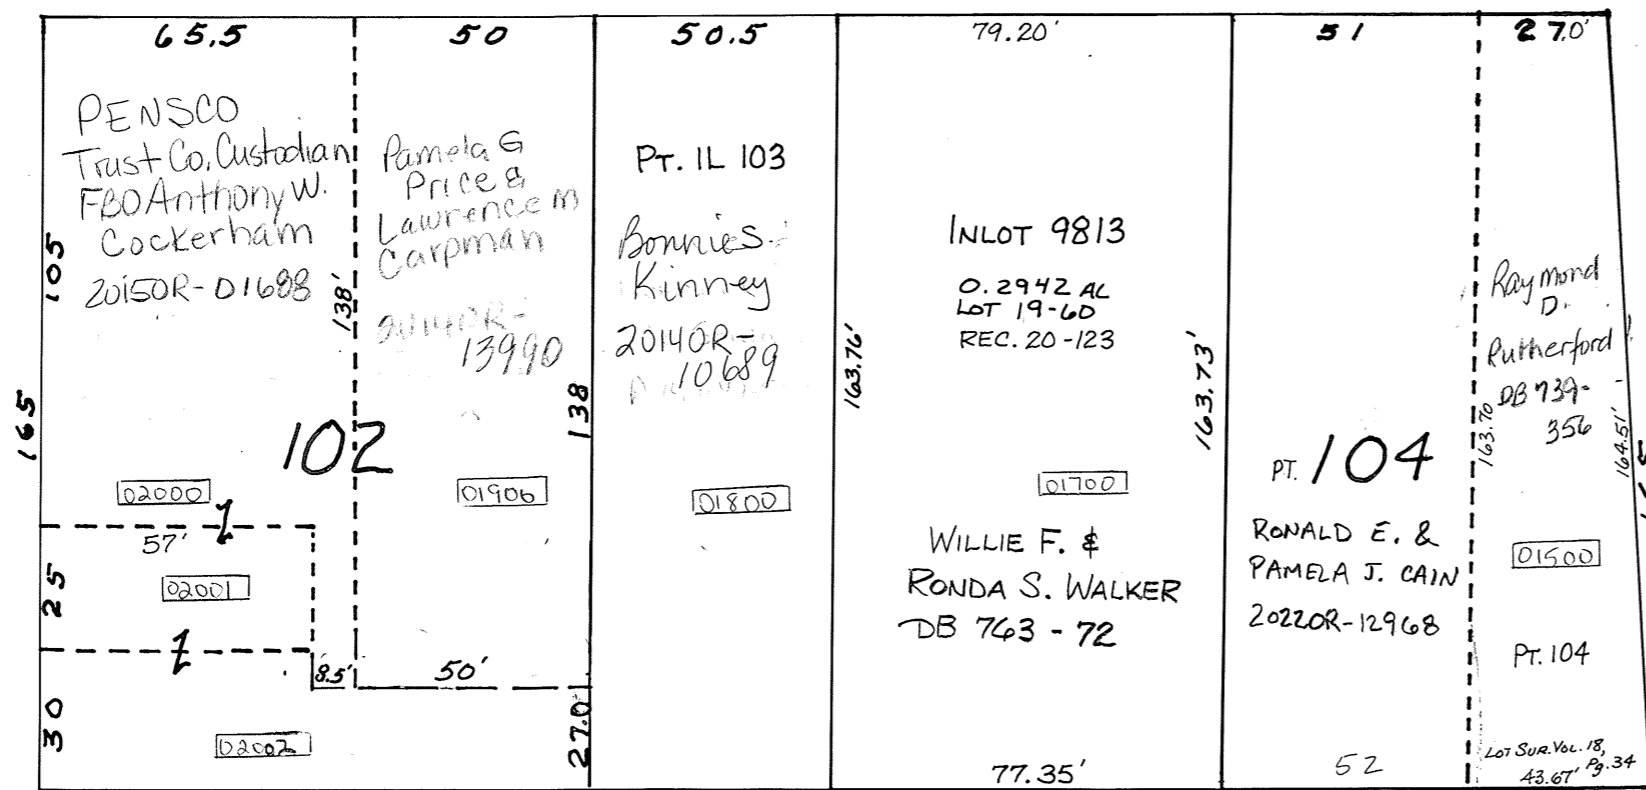 65.5
50
50.5
79.20'
51
27.0'
PENSCO
Trust Co. Custodian
FBO Anthony W.
Cockerham
20150R-01688
105
165
138'
Pamela G
Price &
Lawrence M
Carpman
20140R-
13990
138
102
02000
01906
57'
25
02001
8.5'
50'
30
02002
27.0
PT. IL 103
Bonnie S.
Kinney
20140R-
10689
01800
INLOT 9813
0.2942 AC
LOT 19-60
REC. 20-123
163.76'
163.73'
01700
WILLIE F. &
RONDA S. WALKER
DB 763 - 72
77.35'
PT. 104
RONALD E. &
PAMELA J. CAIN
20220R-12968
52
Raymond
D.
Rutherford
DB 739-
356
163.70
164.51'
165
01500
PT. 104
LOT SUR. VOL. 18,
Pg. 34
43.67'